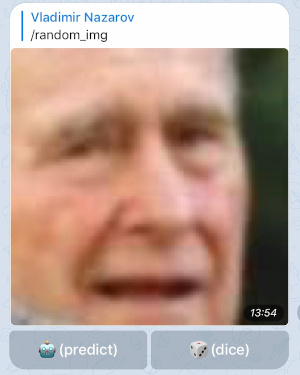 Vladimir Nazarov
/random_img
13:54
🤖 (predict)
🎲 (dice)